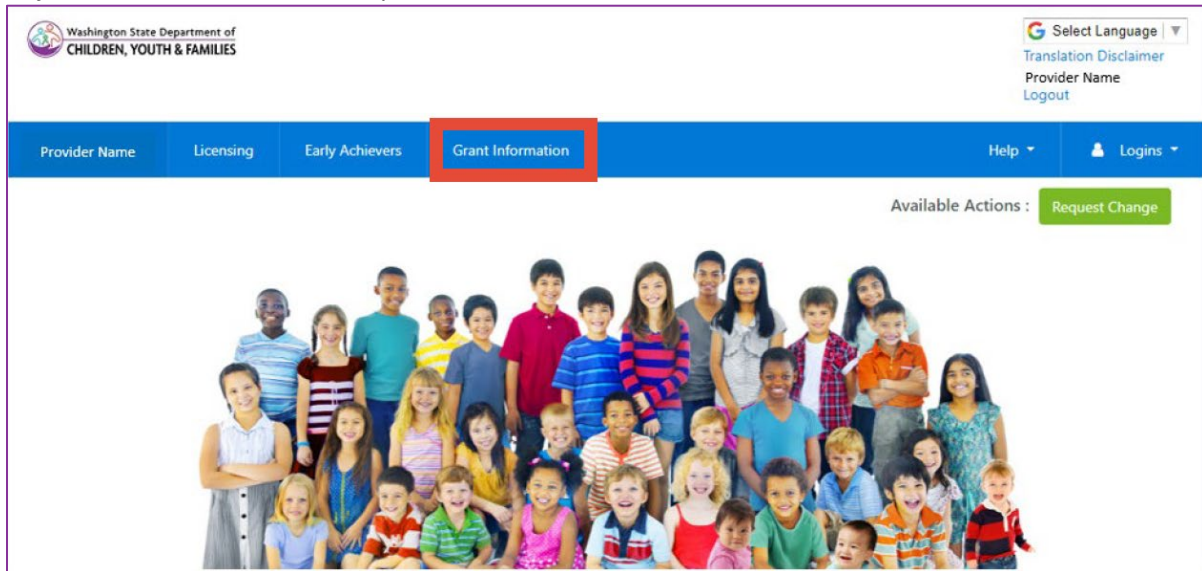 Washington State Department of
CHILDREN, YOUTH & FAMILIES
G Select Language ▼
Translation Disclaimer
Provider Name
Logout
Provider Name Licensing Early Achievers Grant Information Help Logins
Available Actions : Request Change